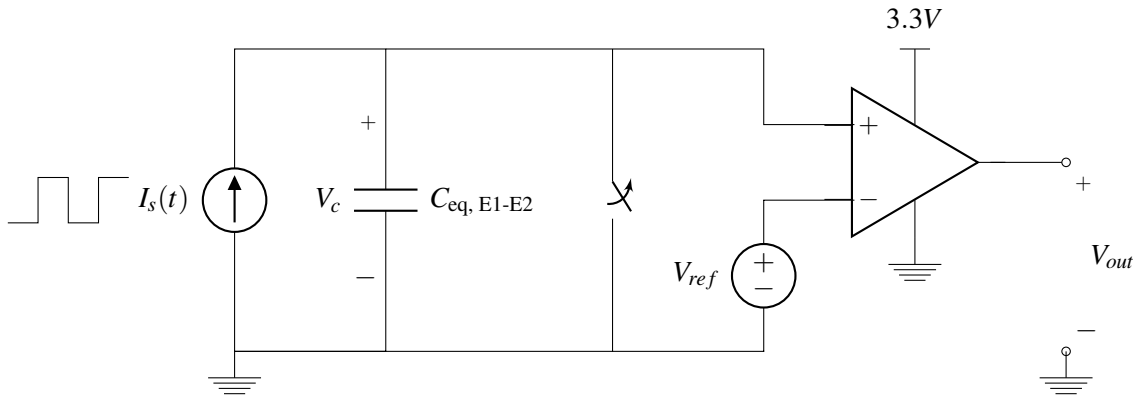 3.3V
+
+
I_s(t)
V_c
C_eq, E1-E2
−
+
−
+
V_ref
−
−
V_out
−